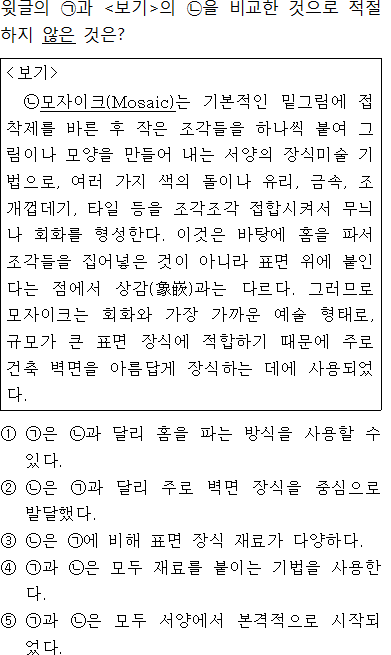 윗글의 ㉠과 <보기>의 ㉡을 비교한 것으로 적절
하지 않은 것은?
<보기>
㉡모자이크(Mosaic)는 기본적인 밑그림에 접
착제를 바른 후 작은 조각들을 하나씩 붙여 그
림이나 모양을 만들어 내는 서양의 장식미술 기
법으로, 여러 가지 색의 돌이나 유리, 금속, 조
개껍데기, 타일 등을 조각조각 접합시켜서 무늬
나 회화를 형성한다. 이것은 바탕에 홈을 파서
조각들을 집어넣은 것이 아니라 표면 위에 붙인
다는 점에서 상감(象嵌)과는 다르다. 그러므로
모자이크는 회화와 가장 가까운 예술 형태로,
규모가 큰 표면 장식에 적합하기 때문에 주로
건축 벽면을 아름답게 장식하는 데에 사용되었
다.
① ㉠은 ㉡과 달리 홈을 파는 방식을 사용할 수
있다.
② ㉡은 ㉠과 달리 주로 벽면 장식을 중심으로
발달했다.
③ ㉡은 ㉠에 비해 표면 장식 재료가 다양하다.
④ ㉠과 ㉡은 모두 재료를 붙이는 기법을 사용한
다.
⑤ ㉠과 ㉡은 모두 서양에서 본격적으로 시작되
었다.